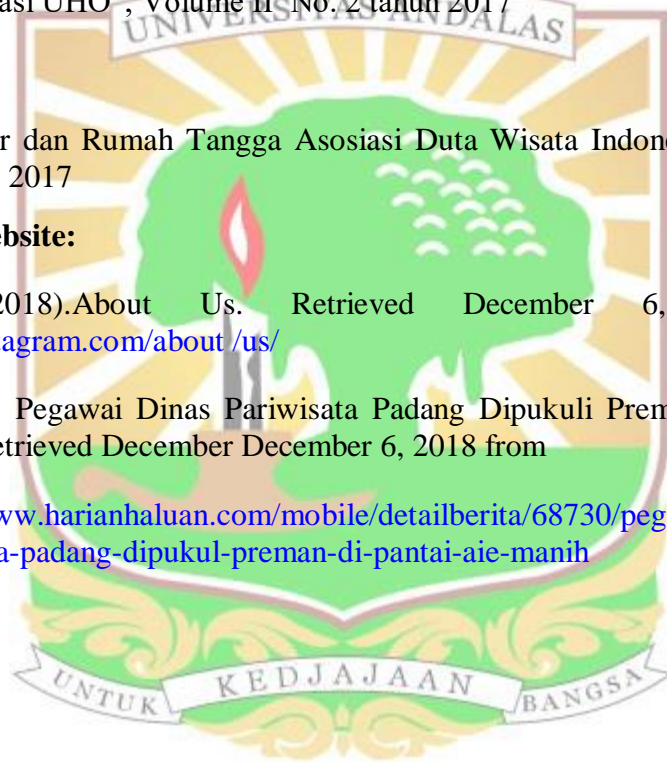 asi UHO", Volume II No. 2 tahun 2017
UNIVERSITAS ANDALAS
r dan Rumah Tangga Asosiasi Duta Wisata Indon
2017
ebsite:
2018).About Us. Retrieved December 6,
tagram.com/about /us/
Pegawai Dinas Pariwisata Padang Dipukuli Prem
etrieved December December 6, 2018 from
ww.harianhaluan.com/mobile/detailberita/68730/peg
a-padang-dipukul-preman-di-pantai-aie-manih
UNTUK KEDJAJAAN BANGSA